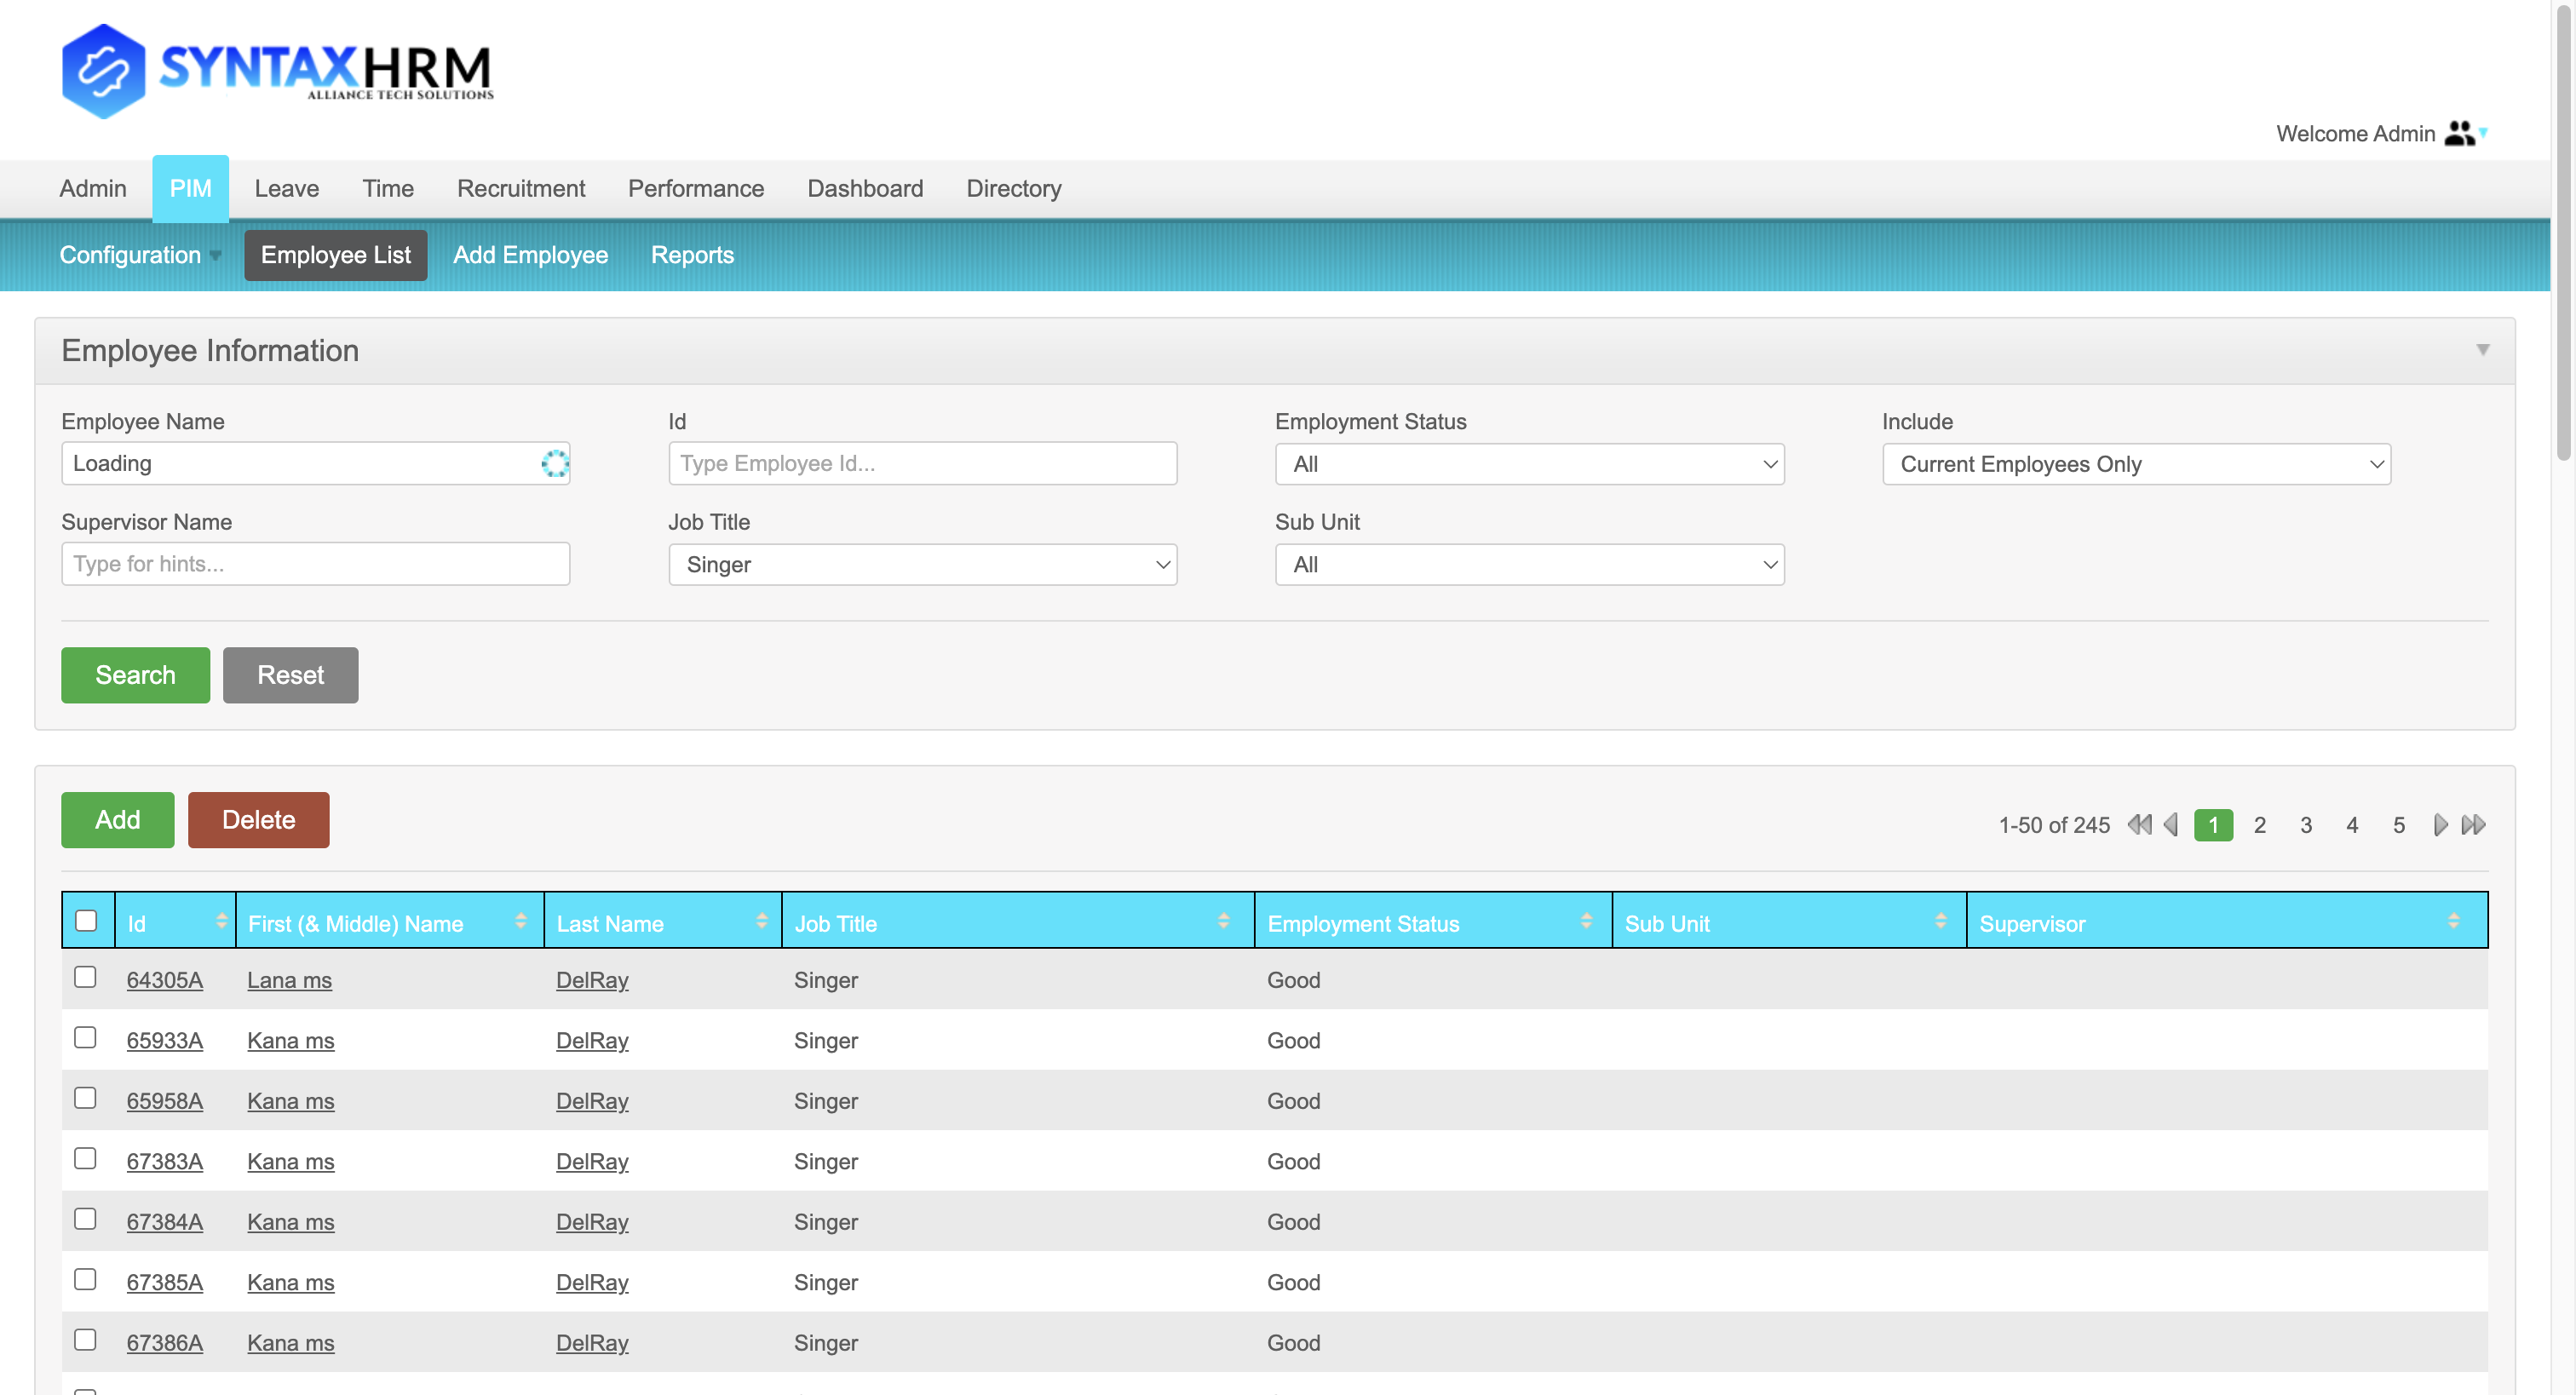 SYNTAXHRM
ALLIANCE TECH SOLUTIONS
Welcome Admin
Admin PIM Leave Time Recruitment Performance Dashboard Directory
Configuration Employee List Add Employee Reports
Employee Information
Employee Name Id Employment Status Include
Loading Type Employee Id... All Current Employees Only
Supervisor Name Job Title Sub Unit
Type for hints... Singer All
Search Reset
Add Delete 1-50 of 245 1 2 3 4 5
Id First (& Middle) Name Last Name Job Title Employment Status Sub Unit Supervisor
64305A Lana ms DelRay Singer Good
65933A Kana ms DelRay Singer Good
65958A Kana ms DelRay Singer Good
67383A Kana ms DelRay Singer Good
67384A Kana ms DelRay Singer Good
67385A Kana ms DelRay Singer Good
67386A Kana ms DelRay Singer Good